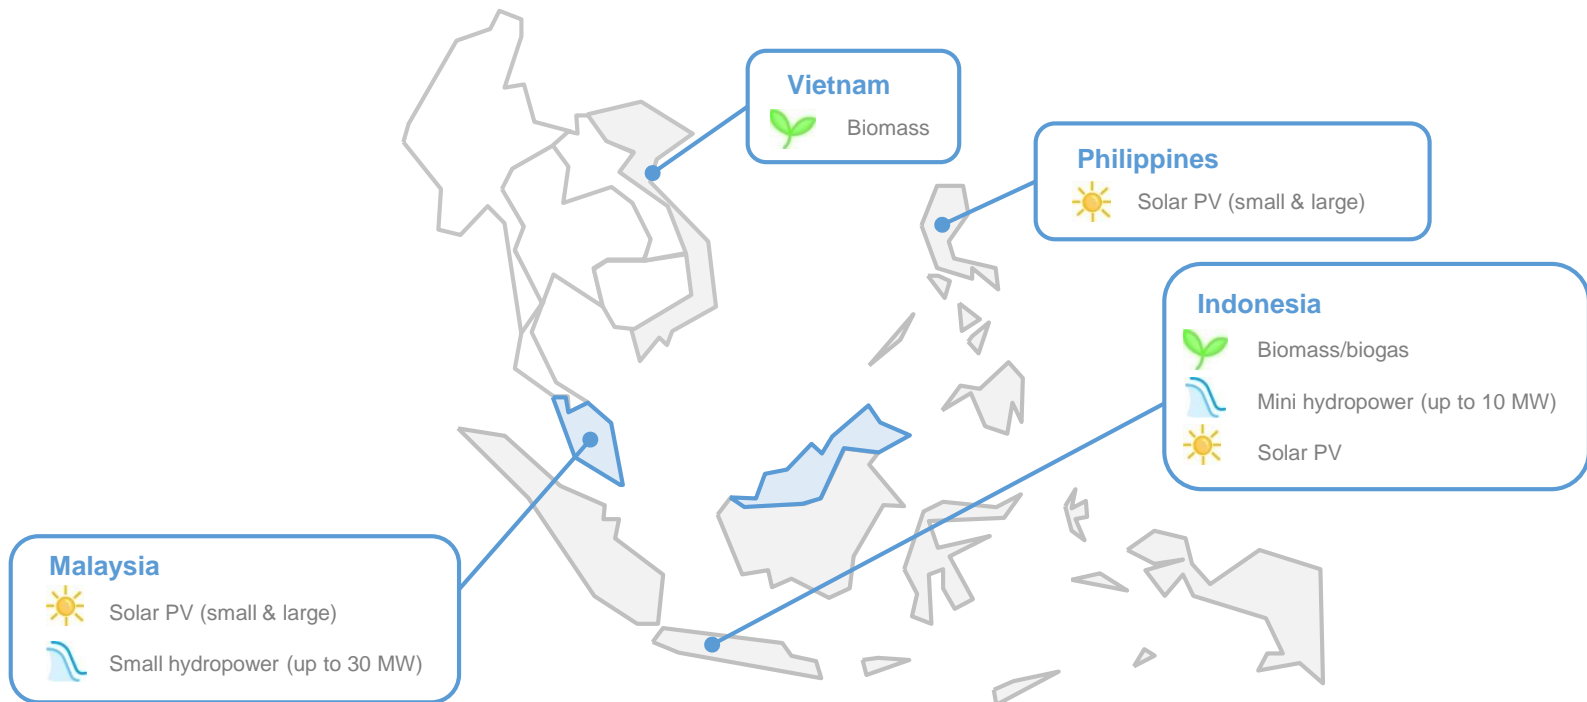 Vietnam
Biomass
Philippines
Solar PV (small & large)
Indonesia
Biomass/biogas
Mini hydropower (up to 10 MW)
Solar PV
Malaysia
Solar PV (small & large)
Small hydropower (up to 30 MW)